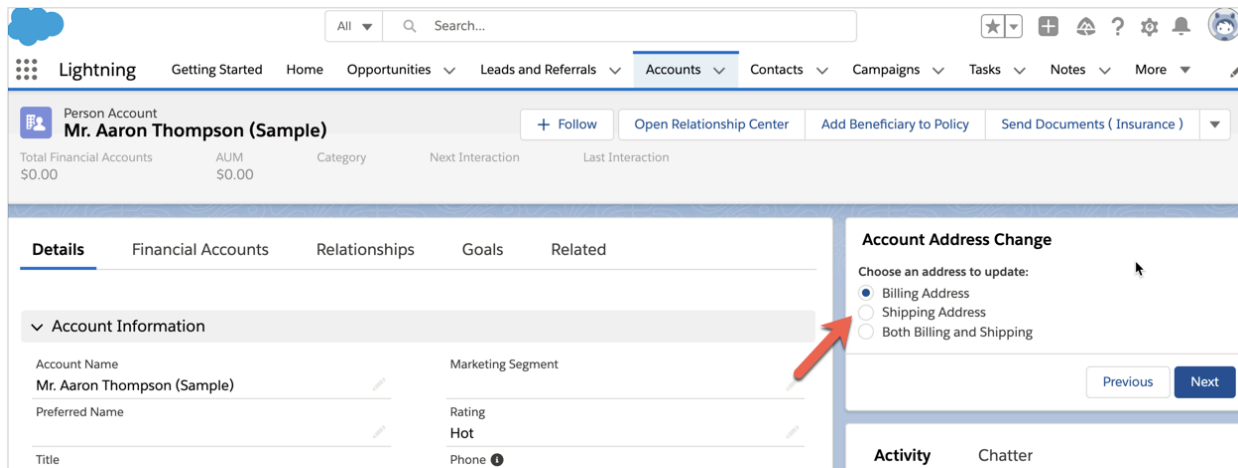 All Search...
Lightning Getting Started Home Opportunities Leads and Referrals Accounts Contacts Campaigns Tasks Notes More
Person Account
Mr. Aaron Thompson (Sample)
+ Follow Open Relationship Center Add Beneficiary to Policy Send Documents ( Insurance )
Total Financial Accounts AUM Category Next Interaction Last Interaction
$0.00 $0.00
Details Financial Accounts Relationships Goals Related
Account Information
Account Name Marketing Segment
Mr. Aaron Thompson (Sample)
Preferred Name Rating
Hot
Title Phone
Account Address Change
Choose an address to update:
Billing Address
Shipping Address
Both Billing and Shipping
Previous Next
Activity Chatter